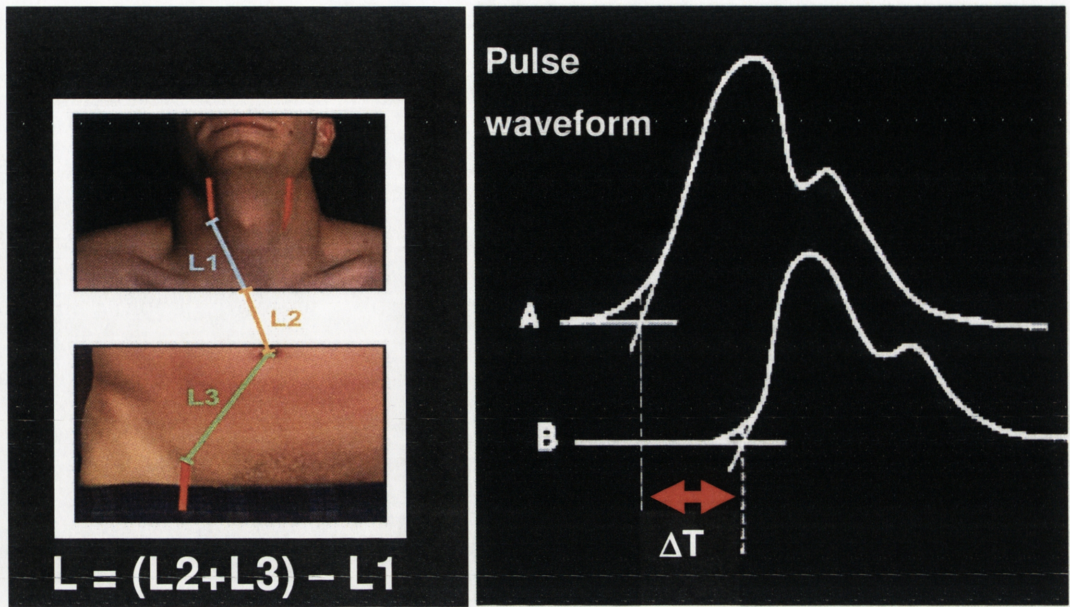 L1
L2
L3
L = (L2+L3) – L1
Pulse
waveform
A
B
ΔT